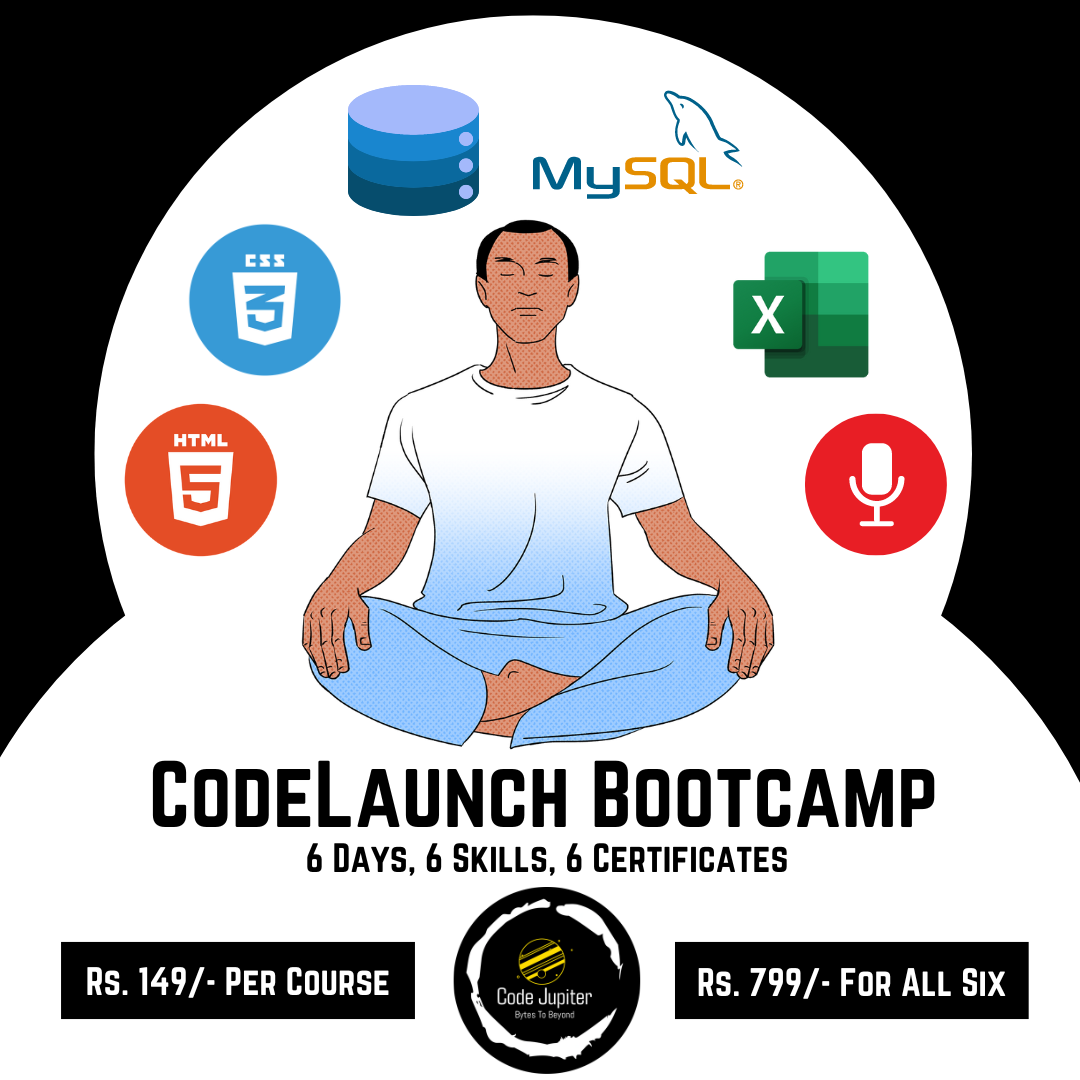 MySQL®
CSS
3
X
HTML
5
CodeLaunch Bootcamp
6 Days, 6 Skills, 6 Certificates
Rs. 149/- Per Course
Code Jupiter
Bytes To Beyond
Rs. 799/- For All Six